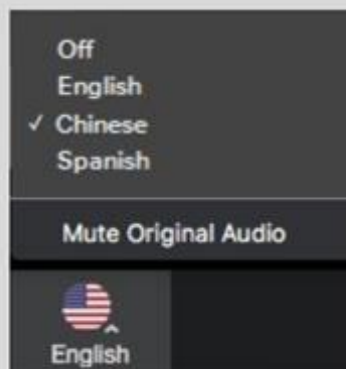 Off
English
✓ Chinese
Spanish
Mute Original Audio
English